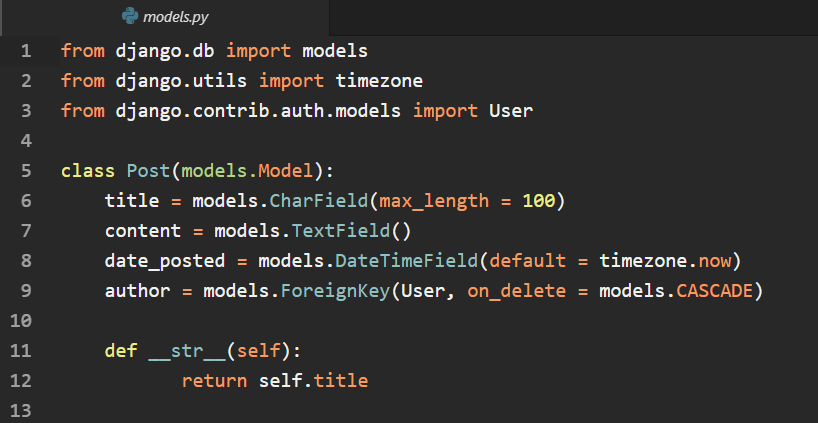 models.py
1 from django.db import models
2 from django.utils import timezone
3 from django.contrib.auth.models import User
4
5 class Post(models.Model):
6     title = models.CharField(max_length = 100)
7     content = models.TextField()
8     date_posted = models.DateTimeField(default = timezone.now)
9     author = models.ForeignKey(User, on_delete = models.CASCADE)
10
11     def __str__(self):
12            return self.title
13